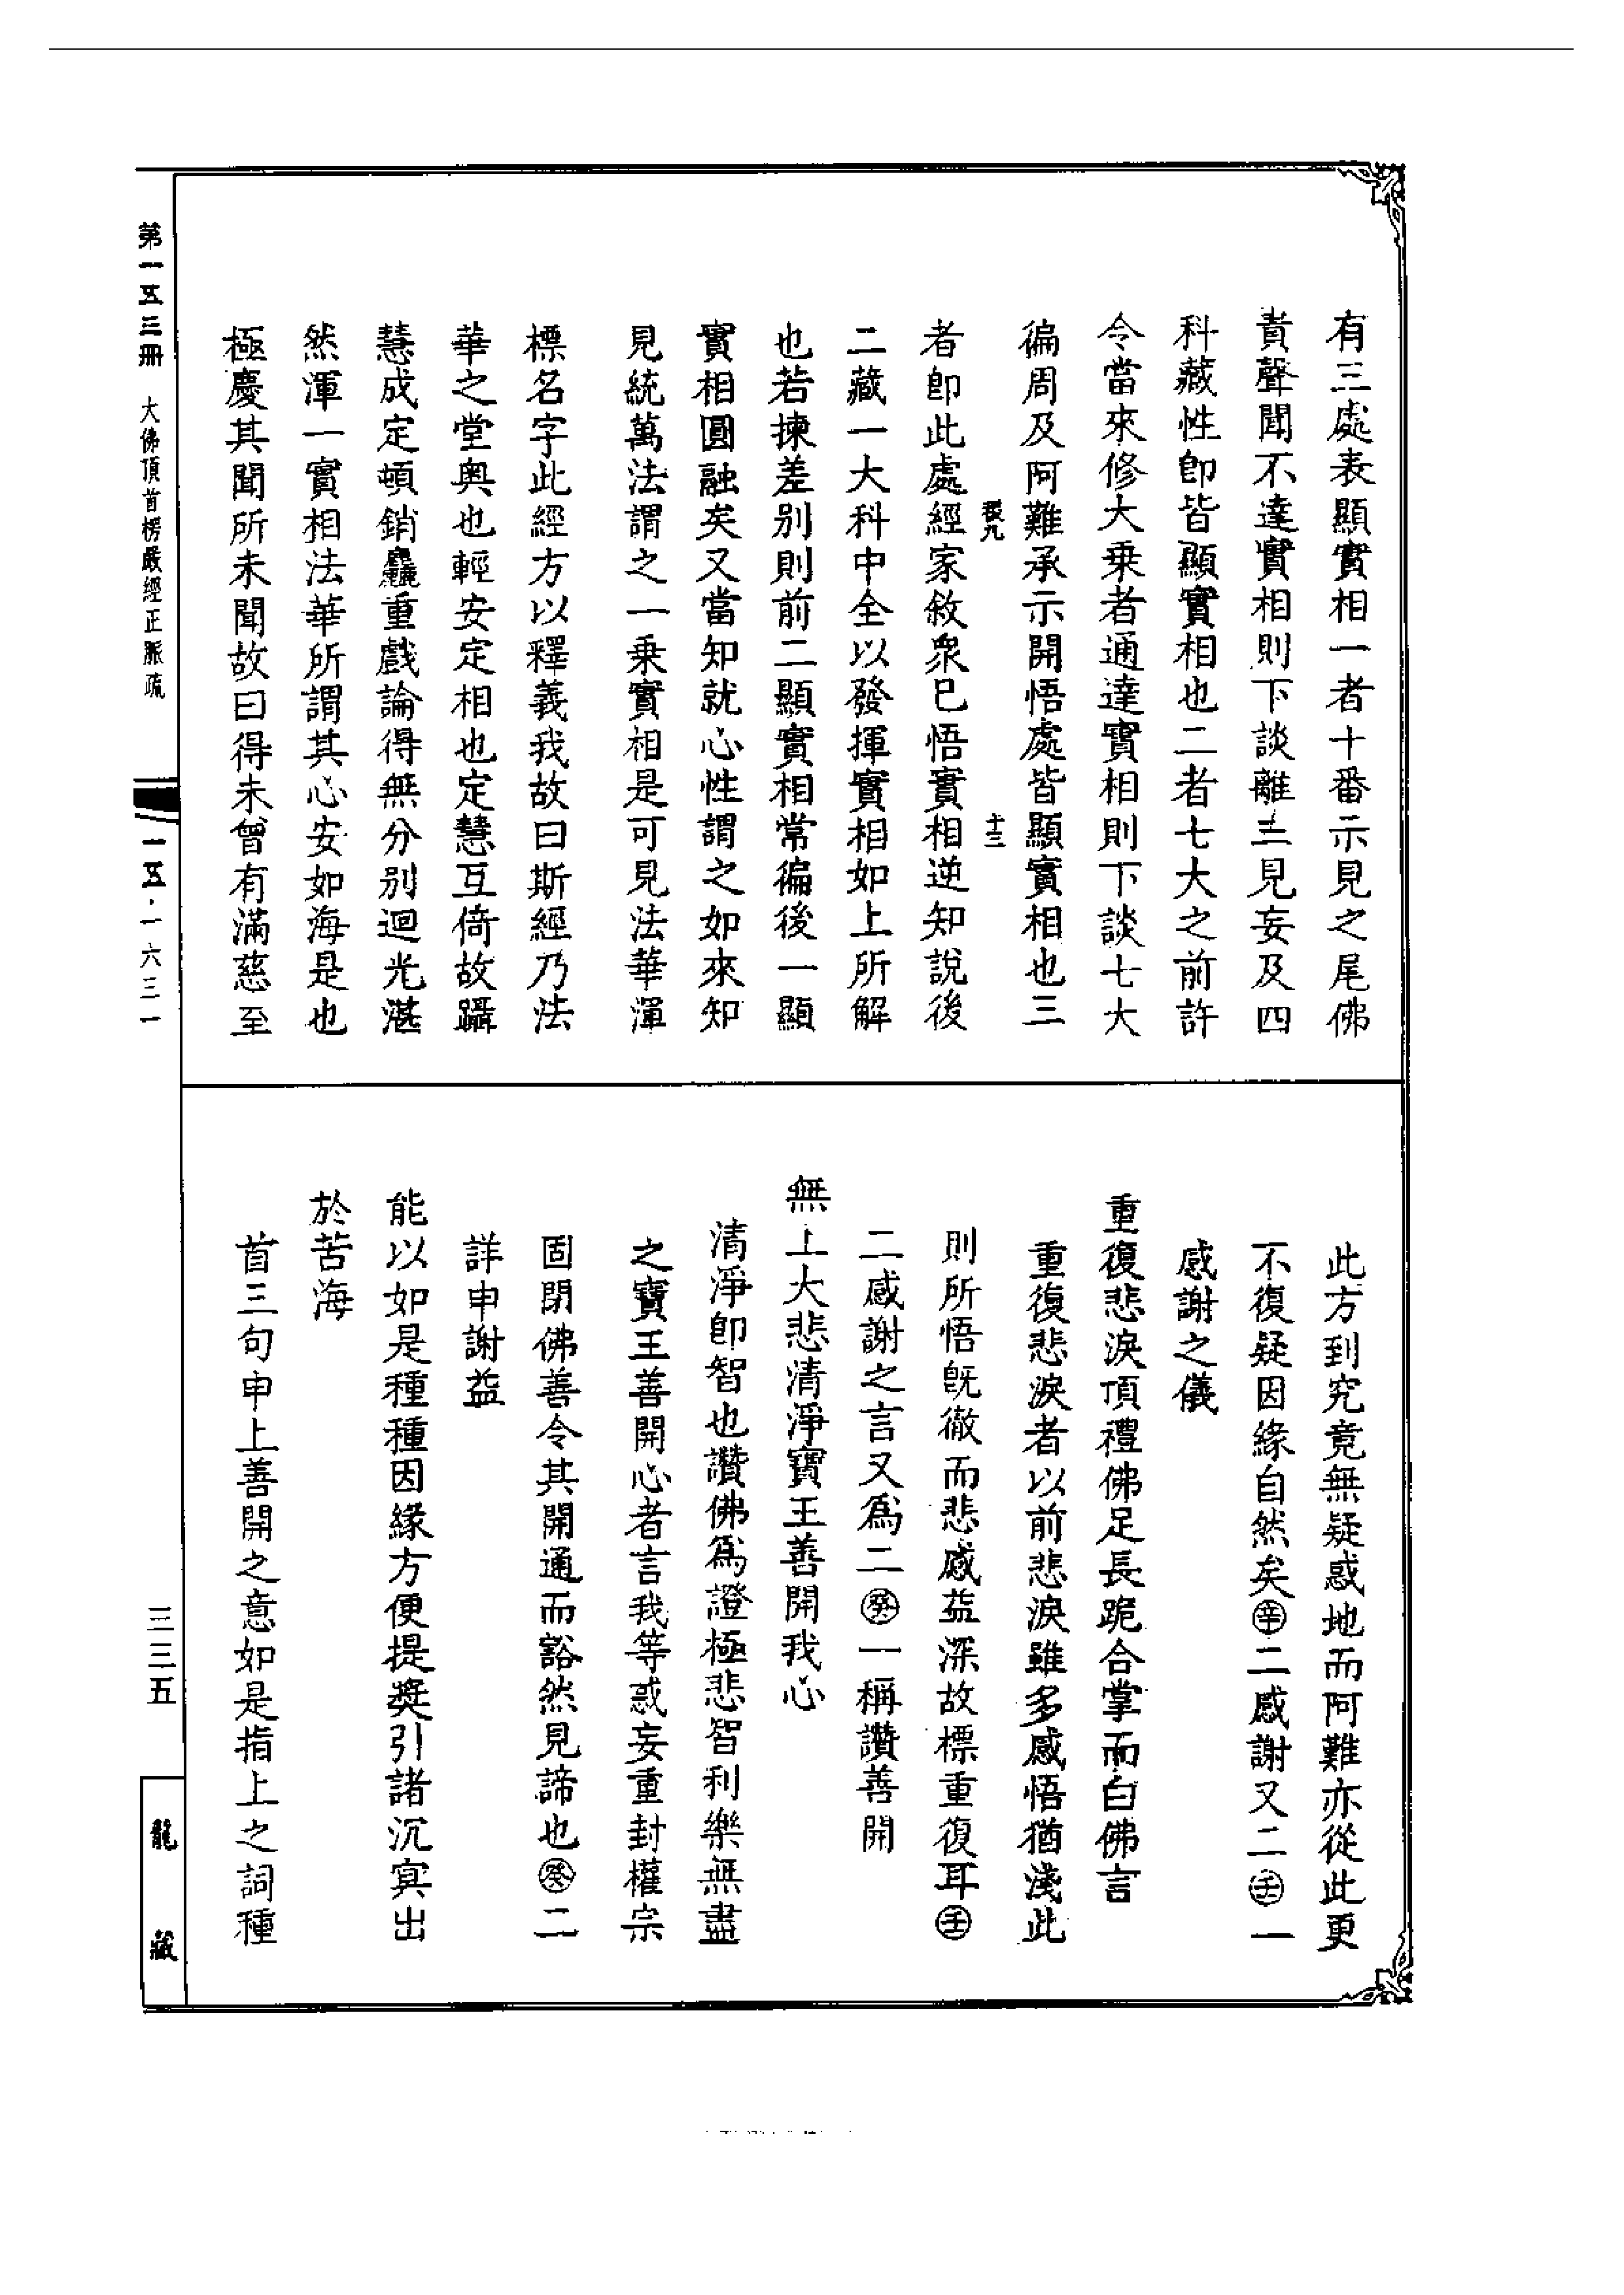 有三處表顯實相一者十番示見之尾佛
責聲聞不達實相則下談離三見妄及四
科藏性卽皆顯實相也二者七大之前許
令當來修大乗者通達實相則下談七大
徧周及阿難承示開悟處皆顯實相也三
十三
者卽此處經家敘衆已悟實相逆知說後
二藏一大科中全以發揮實相如上所解
也若揀差別則前二顯實相常徧後一顯
實相圓融矣又當知就心性謂之如來知
見統萬法謂之一乗實相是可見法華渾
標名字此經方以釋義我故曰斯經乃法
華之堂奥也輕安定相也定慧互倚故躡
慧成定頓銷麤重戲論得無分別迴光湛
然渾一實相法華所謂其心安如海是也
極慶其聞所未聞故曰得未曾有滿慈至
此方到究竟無疑惑地而阿難亦從此更
不復疑因緣自然矣㊛二感謝又二㊛一
感謝之儀
重復悲淚頂禮佛足長跪合掌而白佛言
重復悲淚者以前悲淚雖多感悟猶淺此
則所悟旣徹而悲感益深故標重復耳壬
二感謝之言又爲二癸一稱讚善開
無上大悲清淨寶王善開我心
清淨卽智也讚佛爲證極悲智利樂無盡
之寶王善開心者言我等惑妄重封權宗
固閉佛善令其開通而豁然見諦也癸二
詳申謝益
能以如是種種因緣方便提奬引諸沉寘出
於苦海
首三句申上善開之意如是指上之詞種
第一五三冊 大佛頂首楞嚴經正脈疏
一五·一六三一
三三五
龍藏